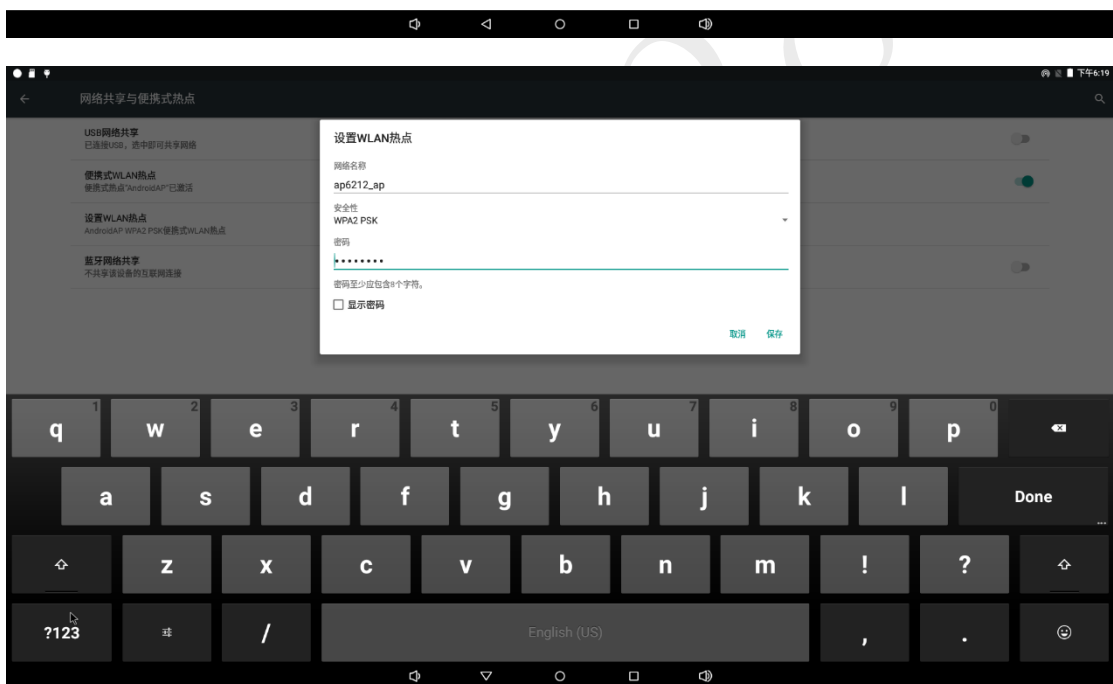 下午6:19
网络共享与便携式热点
USB网络共享
已连接USB，选中即可共享网络
便携式WLAN热点
便携式热点"AndroidAP"已激活
设置WLAN热点
AndroidAP WPA2 PSK便携式WLAN热点
蓝牙网络共享
不共享该设备的互联网连接
设置WLAN热点
网络名称
ap6212_ap
安全性
WPA2 PSK
密码
••••••••
密码至少应包含8个字符。
显示密码
取消 保存
1 2 3 4 5 6 7 8 9 0
q w e r t y u i o p
a s d f g h j k l Done
...
z x c v b n m ! ?
?123 / English (US) , .